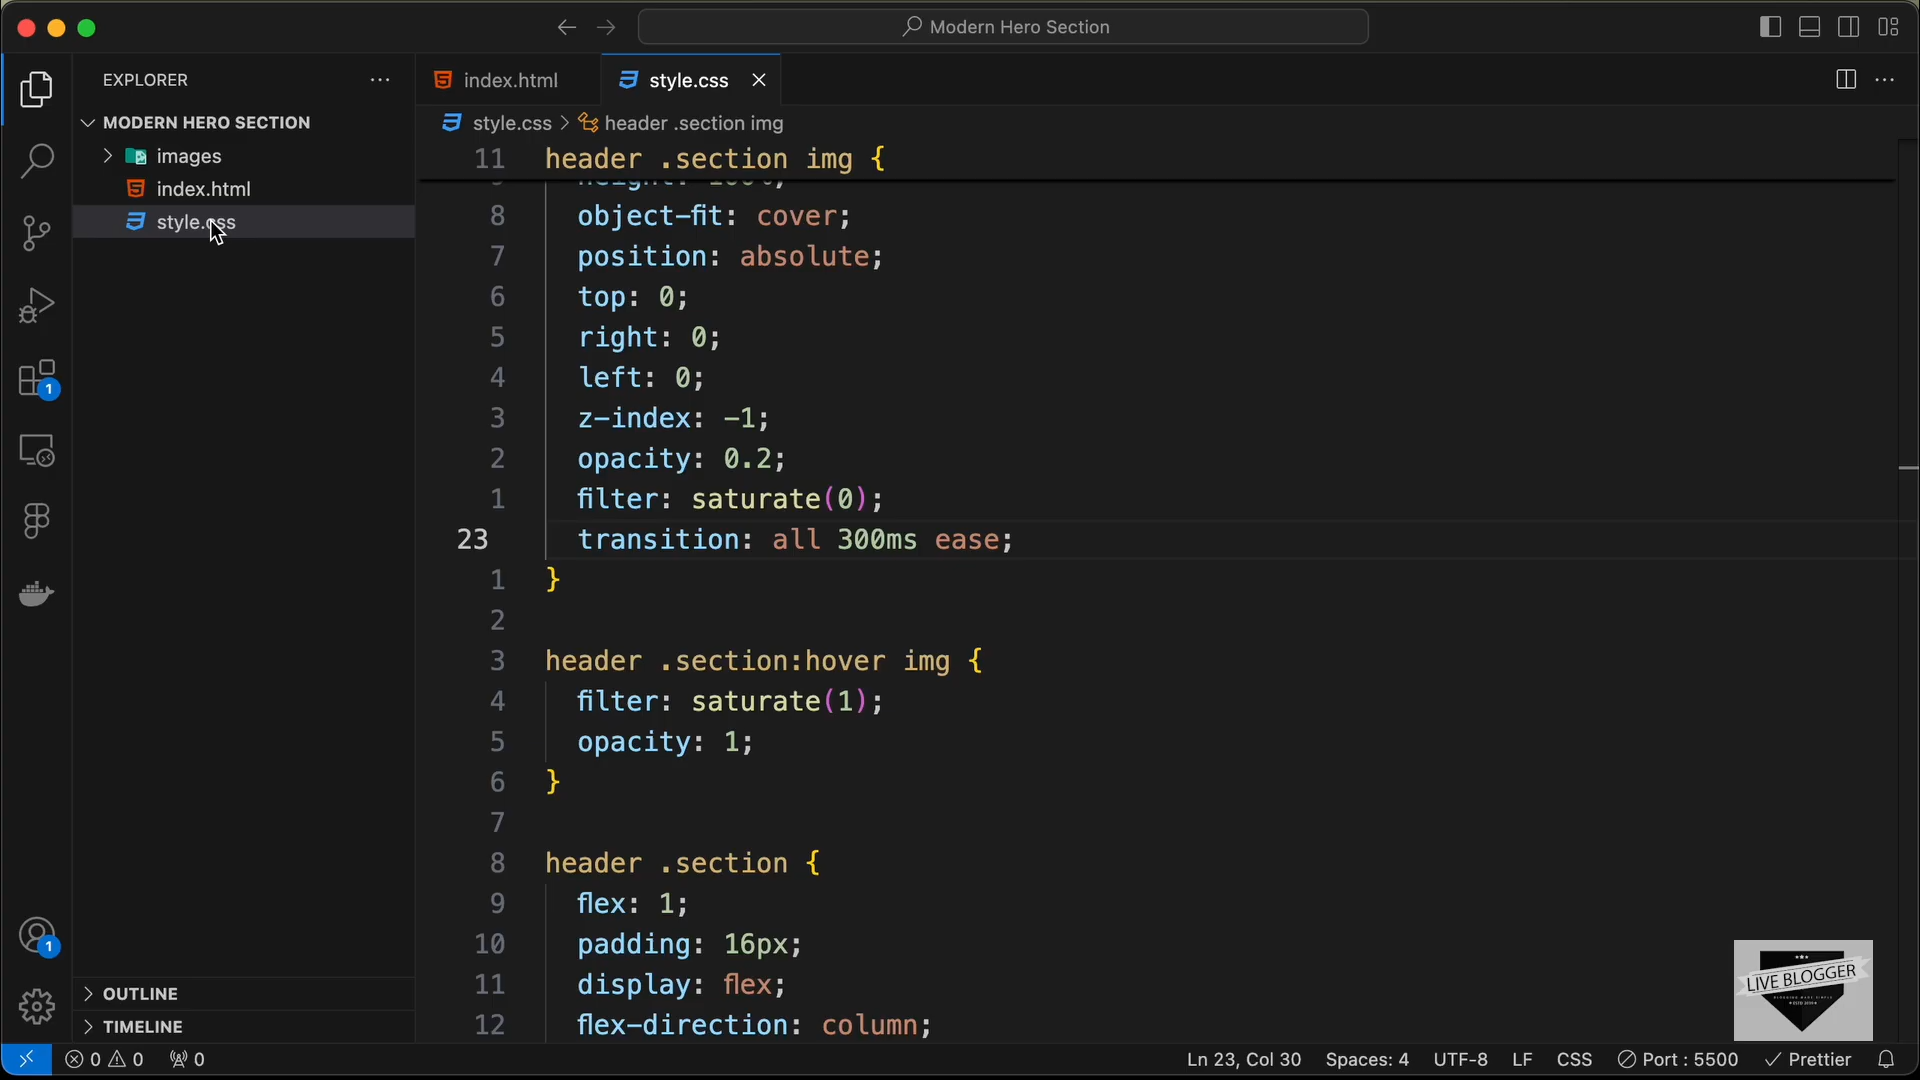 Modern Hero Section
EXPLORER
index.html
style.css
MODERN HERO SECTION
style.css > header .section img
images
index.html
style.css
11 header .section img {
8 object-fit: cover;
7 position: absolute;
6 top: 0;
5 right: 0;
4 left: 0;
3 z-index: -1;
2 opacity: 0.2;
1 filter: saturate(0);
23 transition: all 300ms ease;
1 }
2
3 header .section:hover img {
4 filter: saturate(1);
5 opacity: 1;
6 }
7
8 header .section {
9 flex: 1;
10 padding: 16px;
11 display: flex;
12 flex-direction: column;
1
1
OUTLINE
TIMELINE
LIVE BLOGGER
0 0 0 Ln 23, Col 30 Spaces: 4 UTF-8 LF CSS Port : 5500 Prettier